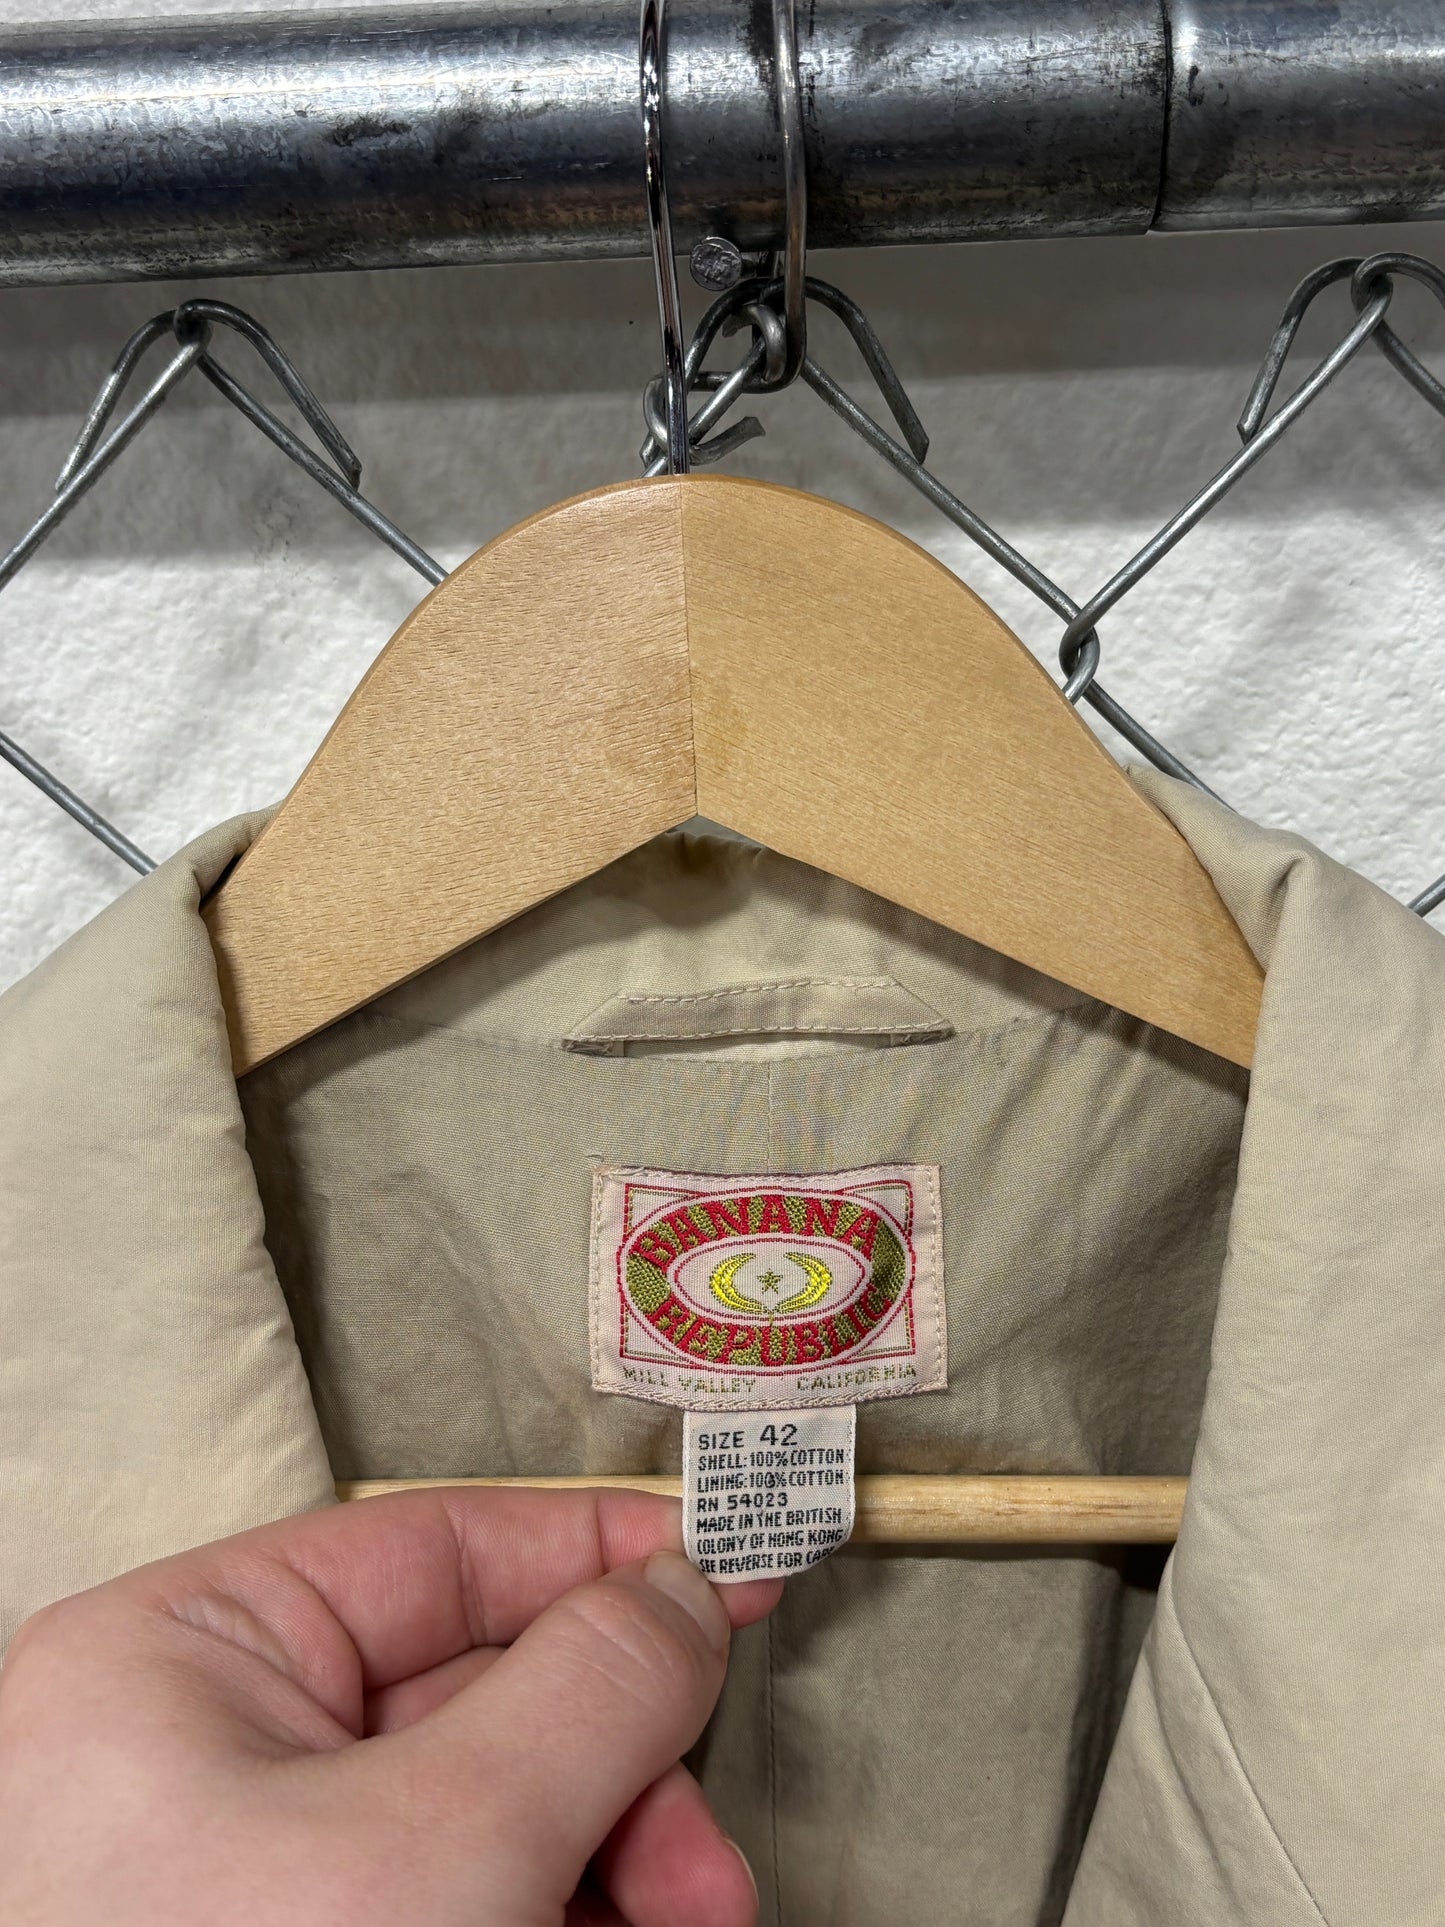 BANANA
REPUBLIC
MILL VALLEY CALIFORNIA
SIZE 42
SHELL:100% COTTON
LINING:100% COTTON
RN 54023
MADE IN THE BRITISH
COLONY OF HONG KONG
SEE REVERSE FOR CARE